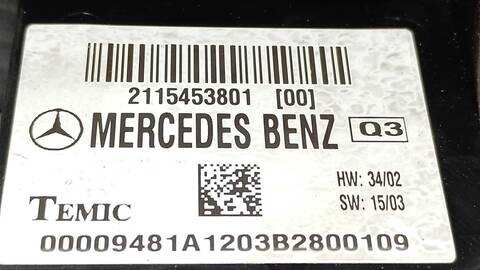 2115453801 [00]
MERCEDES BENZ Q3
HW: 34/02
TEMIC SW: 15/03
00009481A1203B2800109